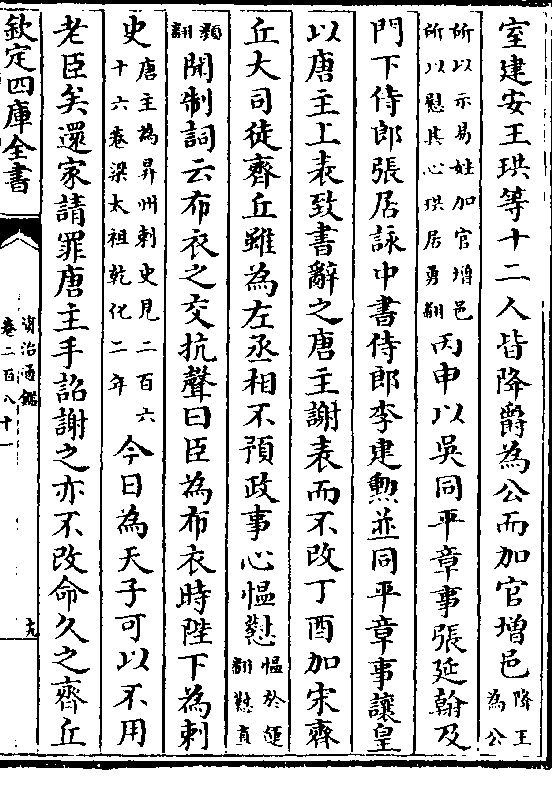 室建安王珙等十二人皆降爵為公而加官增邑降王為公
所以示易姓加官增邑所以慰其心珙居勇翻丙申以吳同平章事張延翰及
門下侍郎張居詠中書侍郎李建勲並同平章事讓皇
以唐主上表致書辭之唐主謝表而不改丁酉加宋齊
丘大司徒齊丘雖為左丞相不預政事心愠懟愠於運翻懟直
類翻聞制詞云布衣之交抗聲曰臣為布衣時陛下為刺
史唐主為昇州刺史見二百六十六卷梁太祖乾化二年今日為天子可以不用
老臣矣還家請罪唐主手詔謝之亦不改命久之齊丘
欽定四庫全書
資治通鑑
卷二百八十一
十九